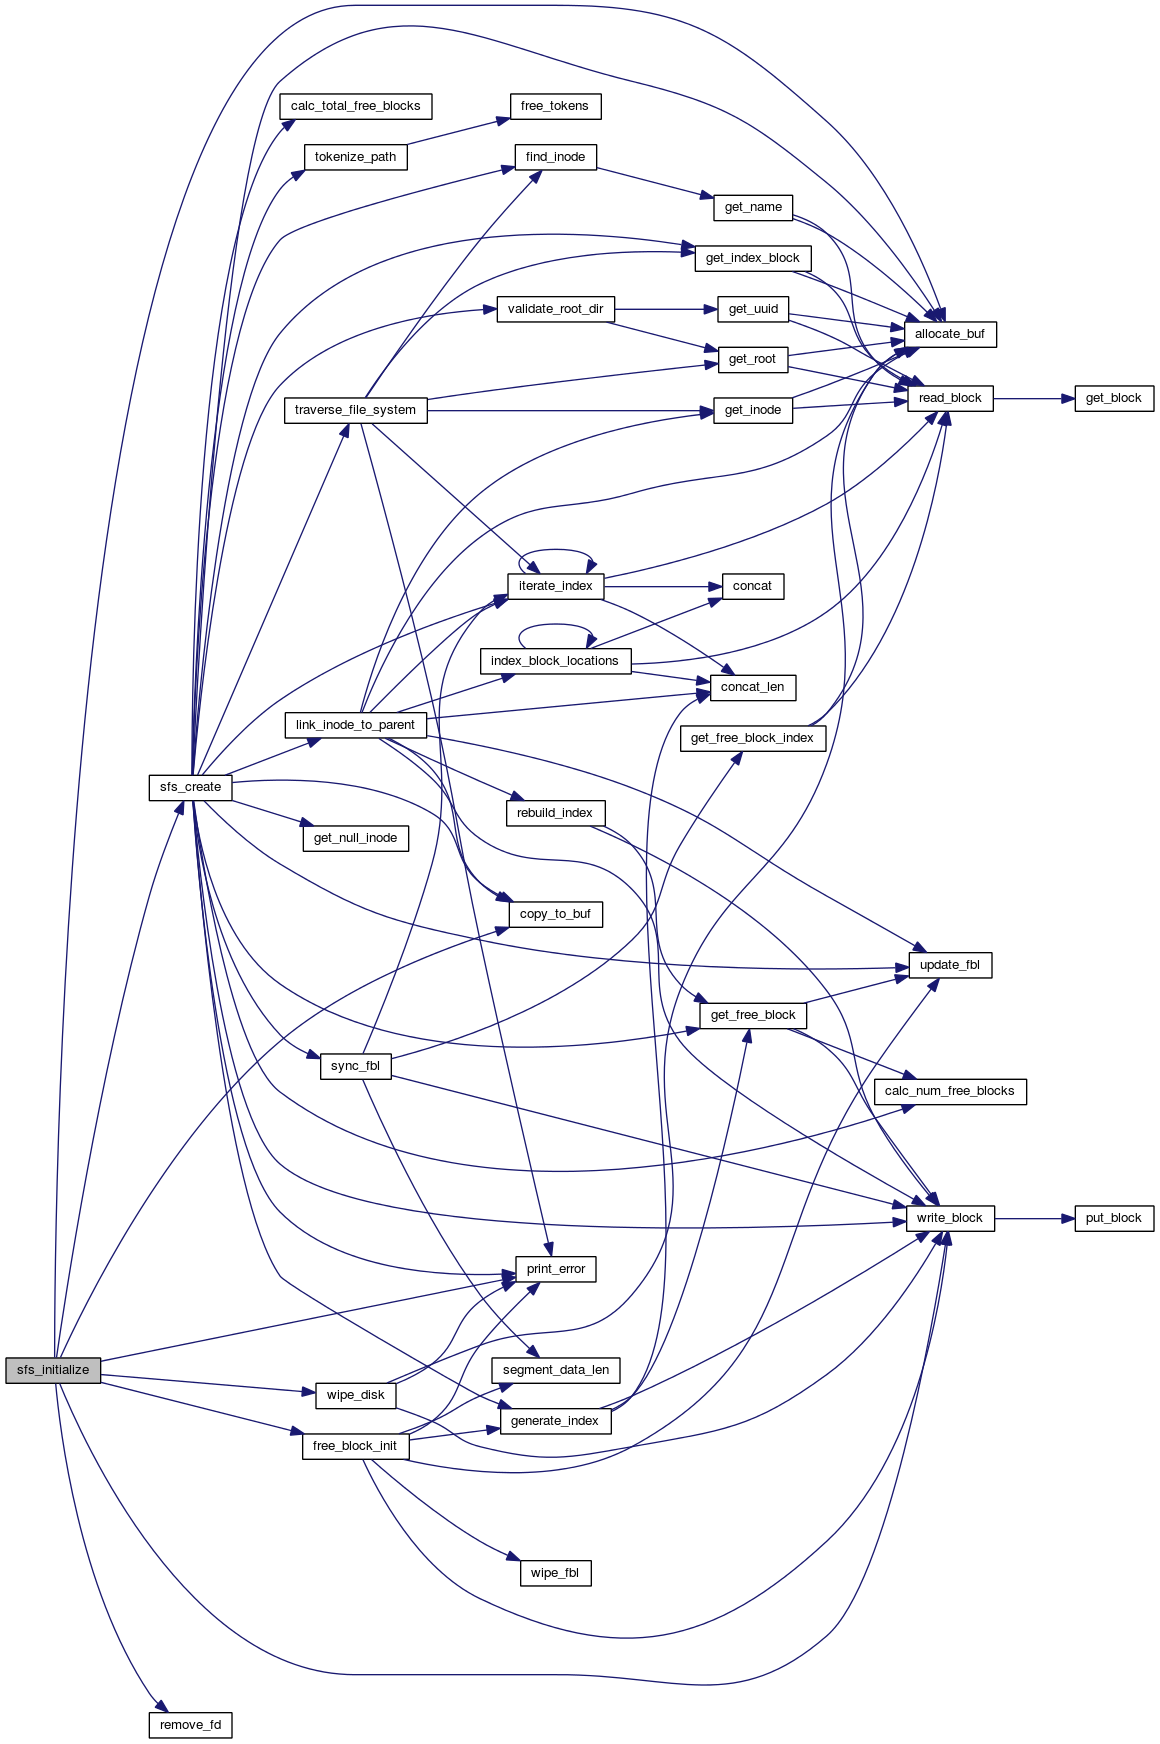 calc_total_free_blocks
free_tokens
tokenize_path
find_inode
get_name
get_index_block
validate_root_dir
get_uuid
allocate_buf
get_root
traverse_file_system
get_inode
read_block
get_block
iterate_index
concat
index_block_locations
concat_len
link_inode_to_parent
get_free_block_index
sfs_create
rebuild_index
get_null_inode
copy_to_buf
update_fbl
get_free_block
sync_fbl
calc_num_free_blocks
write_block
put_block
print_error
sfs_initialize
segment_data_len
wipe_disk
generate_index
free_block_init
wipe_fbl
remove_fd